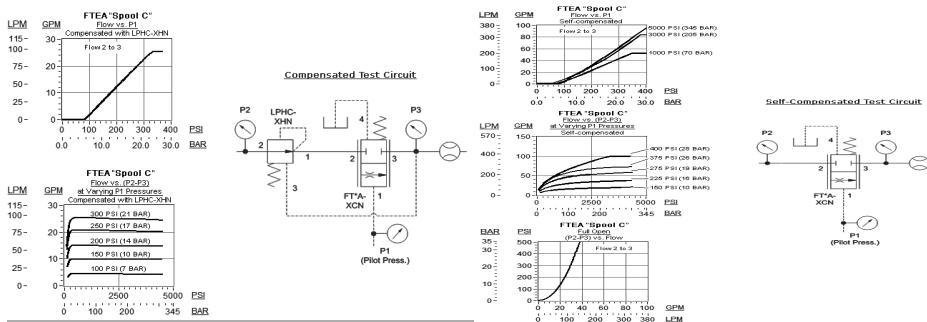 FTEA "Spool C"
Flow vs. P1
Compensated with LPHC-XHN
LPM
GPM
Flow 2 to 3
115
100
75
50
25
0
30
20
10
0
0 100 200 300 400
PSI
0.0 10.0 20.0 30.0
BAR
FTEA "Spool C"
Flow vs. (P2-P3)
at Varying P1 Pressures
Compensated with LPHC-XHN
LPM
GPM
115
100
75
50
25
0
30
20
10
0
300 PSI (21 BAR)
250 PSI (17 BAR)
200 PSI (14 BAR)
150 PSI (10 BAR)
100 PSI (7 BAR)
0 2500 5000
PSI
0 100 200 345
BAR
Compensated Test Circuit
P2
LPHC-
XHN
2
1
3
4
2
3
P3
FT*A-
XCN
1
P1
(Pilot Press.)
FTEA "Spool C"
Flow vs. P1
Self-compensated
LPM
GPM
Flow 2 to 3
380
300
200
100
0
100
80
60
40
20
0
5000 PSI (345 BAR)
3000 PSI (205 BAR)
1000 PSI (70 BAR)
0 100 200 300 400
PSI
0.0 10.0 20.0 30.0
BAR
FTEA "Spool C"
Flow vs. (P2-P3)
at Varying P1 Pressures
Self-compensated
LPM
GPM
570
400
200
0
150
100
50
0
400 PSI (28 BAR)
375 PSI (26 BAR)
275 PSI (19 BAR)
225 PSI (16 BAR)
150 PSI (10 BAR)
0 2500 5000
PSI
0 100 200 345
BAR
FTEA "Spool C"
Full Open
(P2-P3) vs. Flow
BAR
PSI
Flow 2 to 3
35
30
20
10
0
500
400
300
200
100
0
0 20 40 60 80 100
GPM
0 100 200 300 380
LPM
Self-Compensated Test Circuit
P2
4
P3
2
3
FT*A-
XCN
1
P1
(Pilot Press.)